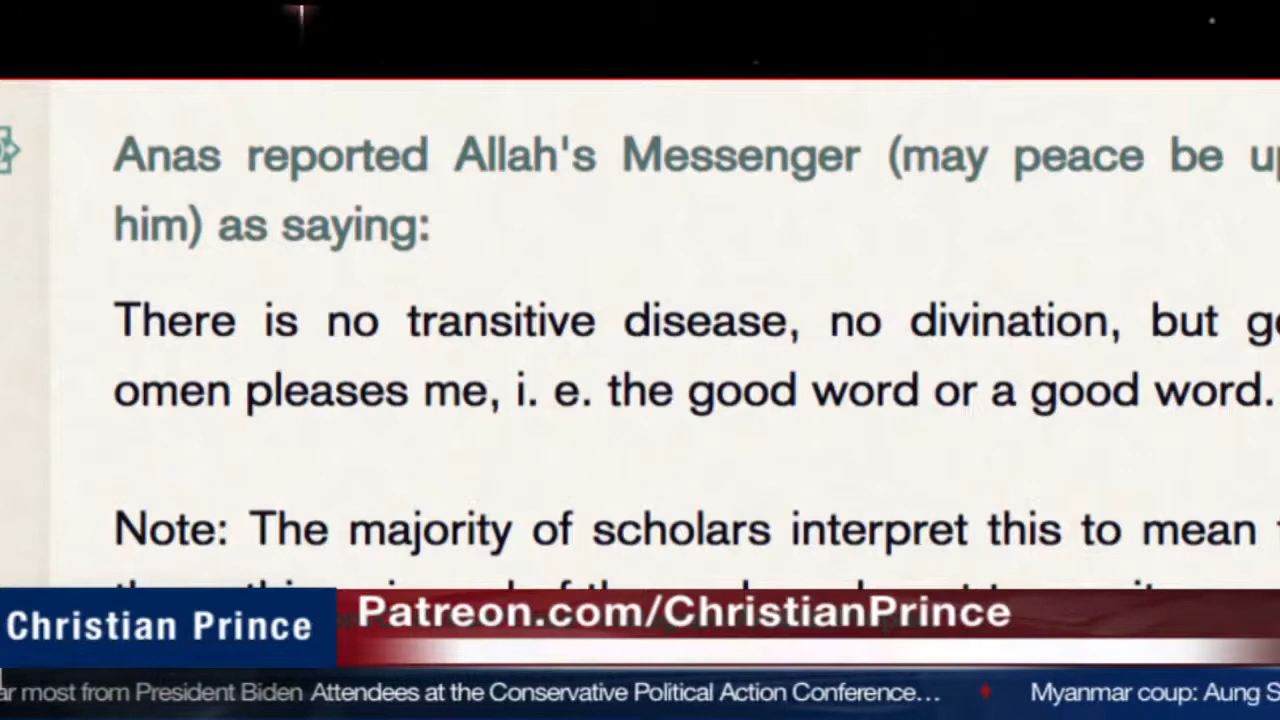 Anas reported Allah's Messenger (may peace be
him) as saying:
There is no transitive disease, no divination, but
omen pleases me, i. e. the good word or a good word.
Note: The majority of scholars interpret this to mean
Christian Prince
Patreon.com/ChristianPrince
most from President Biden Attendees at the Conservative Political Action Conference… Myanmar coup: Aung